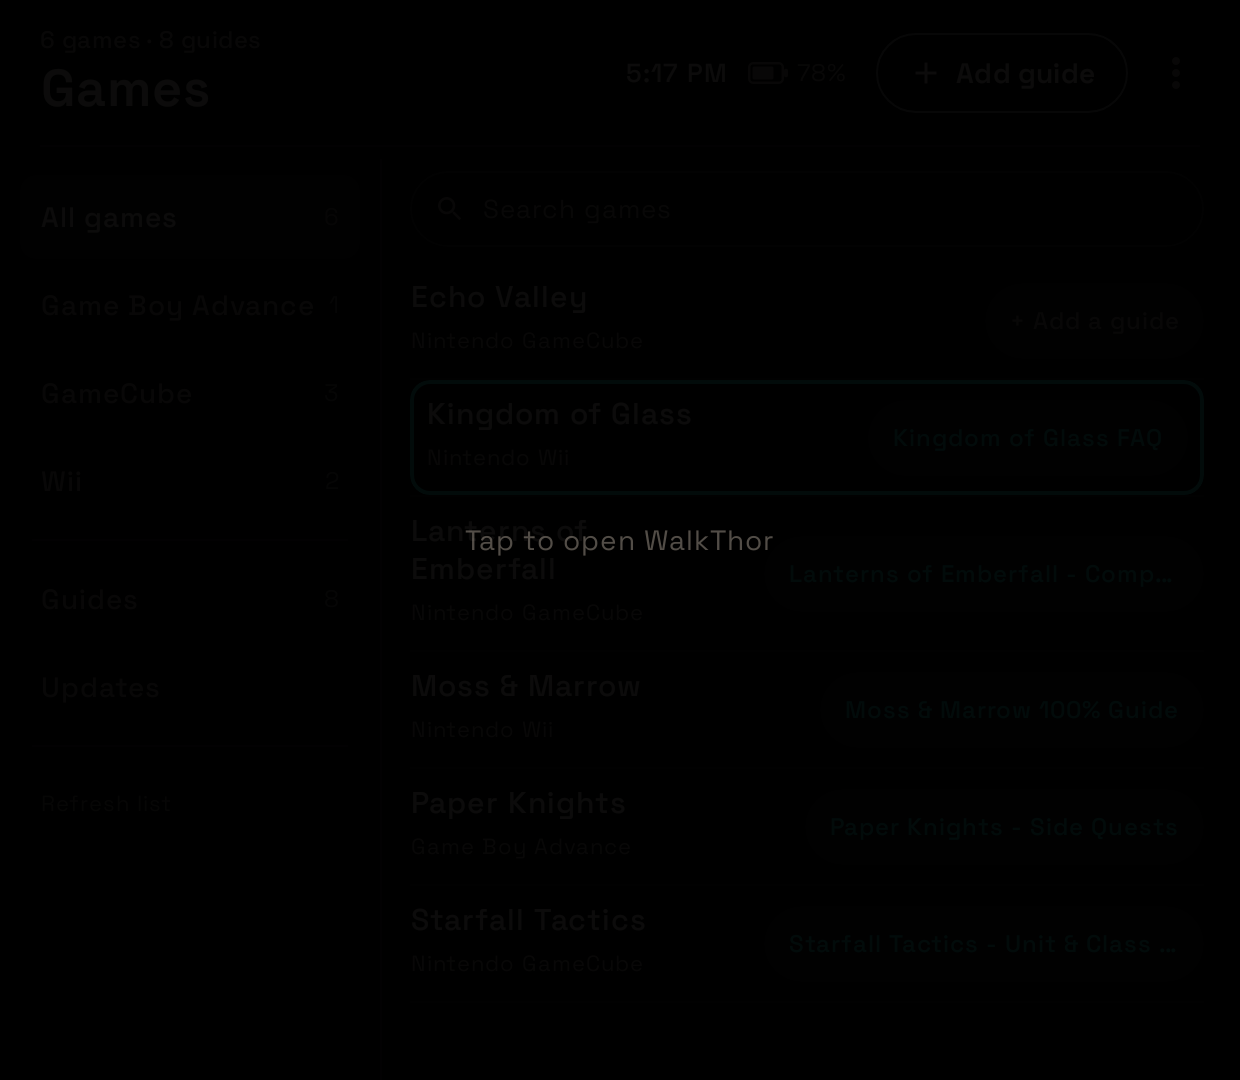 6 games · 8 guides
Games
5:17 PM
78%
+ Add guide
All games 6
Game Boy Advance 1
GameCube 3
Wii 2
Guides 8
Updates
Refresh list
Search games
Echo Valley
Nintendo GameCube
+ Add a guide
Kingdom of Glass
Nintendo Wii
Kingdom of Glass FAQ
Lanterns of
Emberfall
Nintendo GameCube
Lanterns of Emberfall - Comp…
Tap to open WalkThor
Moss & Marrow
Nintendo Wii
Moss & Marrow 100% Guide
Paper Knights
Game Boy Advance
Paper Knights - Side Quests
Starfall Tactics
Nintendo GameCube
Starfall Tactics - Unit & Class …